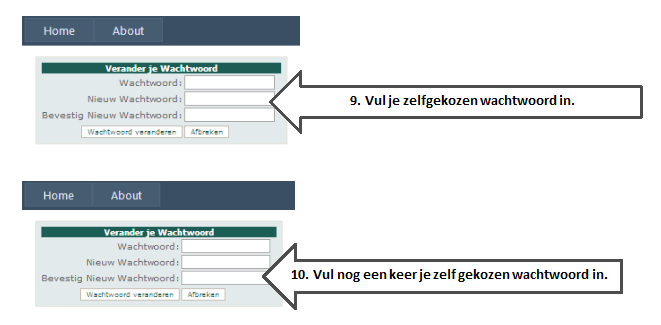 Home About
Verander je Wachtwoord
Wachtwoord:
Nieuw Wachtwoord:
Bevestig Nieuw Wachtwoord:
Wachtwoord veranderen Afbreken
9. Vul je zelfgekozen wachtwoord in.
Home About
Verander je Wachtwoord
Wachtwoord:
Nieuw Wachtwoord:
Bevestig Nieuw Wachtwoord:
Wachtwoord veranderen Afbreken
10. Vul nog een keer je zelf gekozen wachtwoord in.